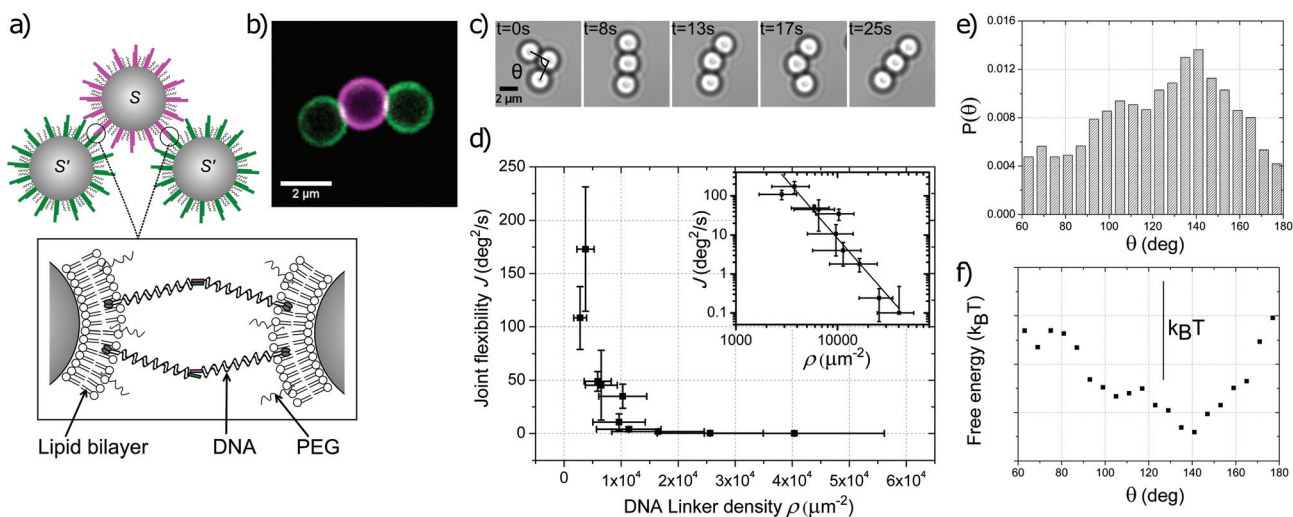 a)
S
S'
S'
Lipid bilayer
DNA
PEG
b)
2 µm
c)
t=0s
t=8s
t=13s
t=17s
t=25s
θ
2 µm
d)
250
200
150
100
50
0
Joint flexibility J (deg²/s)
0
1x10⁴
2x10⁴
3x10⁴
4x10⁴
5x10⁴
6x10⁴
DNA Linker density ρ (µm⁻²)
100
10
1
0.1
J (deg²/s)
1000
10000
ρ (µm⁻²)
e)
0.016
0.012
0.008
0.004
0.000
P(θ)
60 80 100 120 140 160 180
θ (deg)
f)
Free energy (k_BT)
k_BT
60 80 100 120 140 160 180
θ (deg)